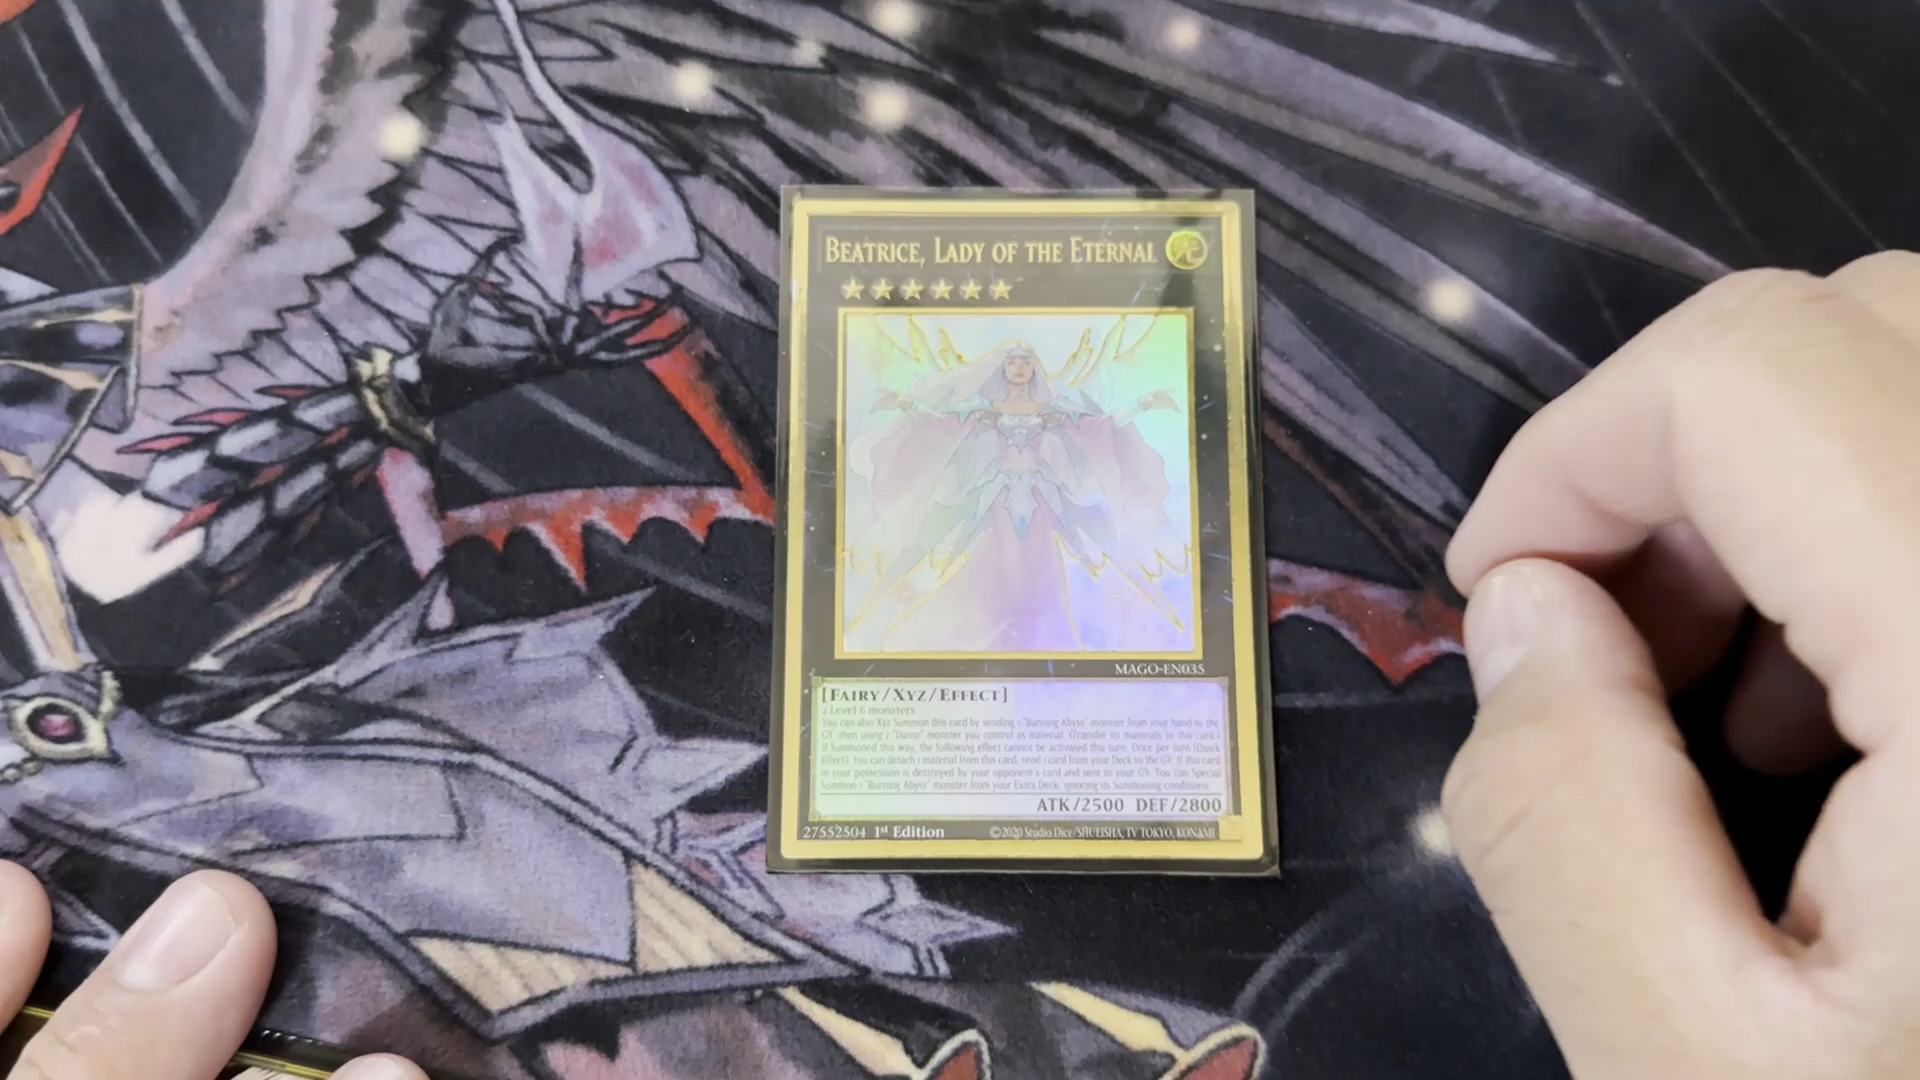 BEATRICE, LADY OF THE ETERNAL
光
MAGO-EN035
[FAIRY/XYZ/EFFECT]
2 Level 6 monsters
You can also Xyz Summon this card by sending 1 "Burning Abyss" monster from your hand to the
GY, then using 1 "Dante" monster you control as material. (Transfer its materials to this card.)
If Summoned this way, the following effect cannot be activated this turn. Once per turn (Quick
Effect): You can detach 1 material from this card; send 1 card from your Deck to the GY. If this card
in your possession is destroyed by your opponent's card and sent to your GY: You can Special
Summon 1 "Burning Abyss" monster from your Extra Deck, ignoring its Summoning conditions.
ATK/2500 DEF/2800
27552504 1st Edition ©2020 Studio Dice/SHUEISHA, TV TOKYO, KONAMI